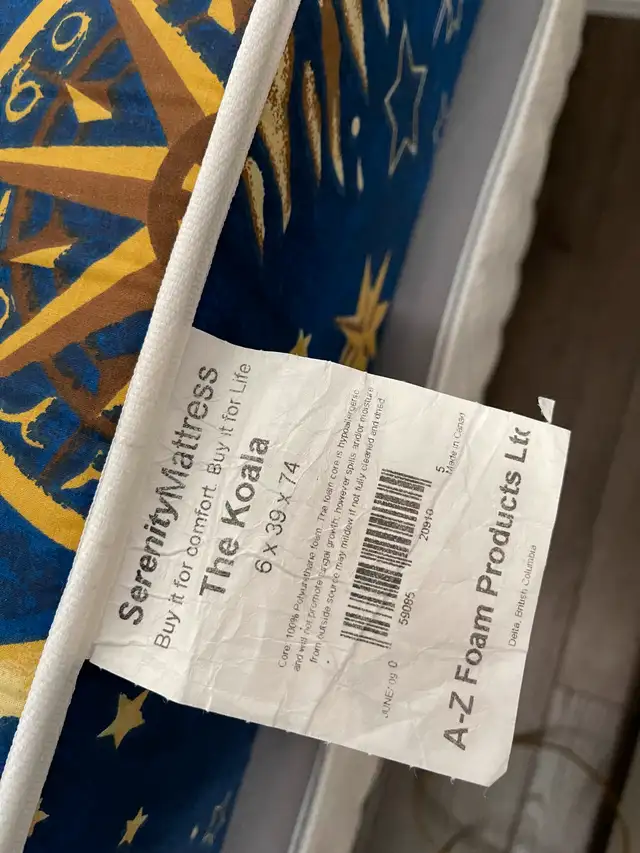 SerenityMattress
Buy it for comfort. Buy it for Life
The Koala
6 x 39 x 74
Core: 100% Polyurethane foam. The foam core is hypoallergenic
and will not promote fungal growth; however spills and/or moisture
from outside source may mildew if not fully cleaned and dried.
JUNE/09 0 59085 20910 5
Made in Canad
A-Z Foam Products Ltd
Delta, British Columbia
69